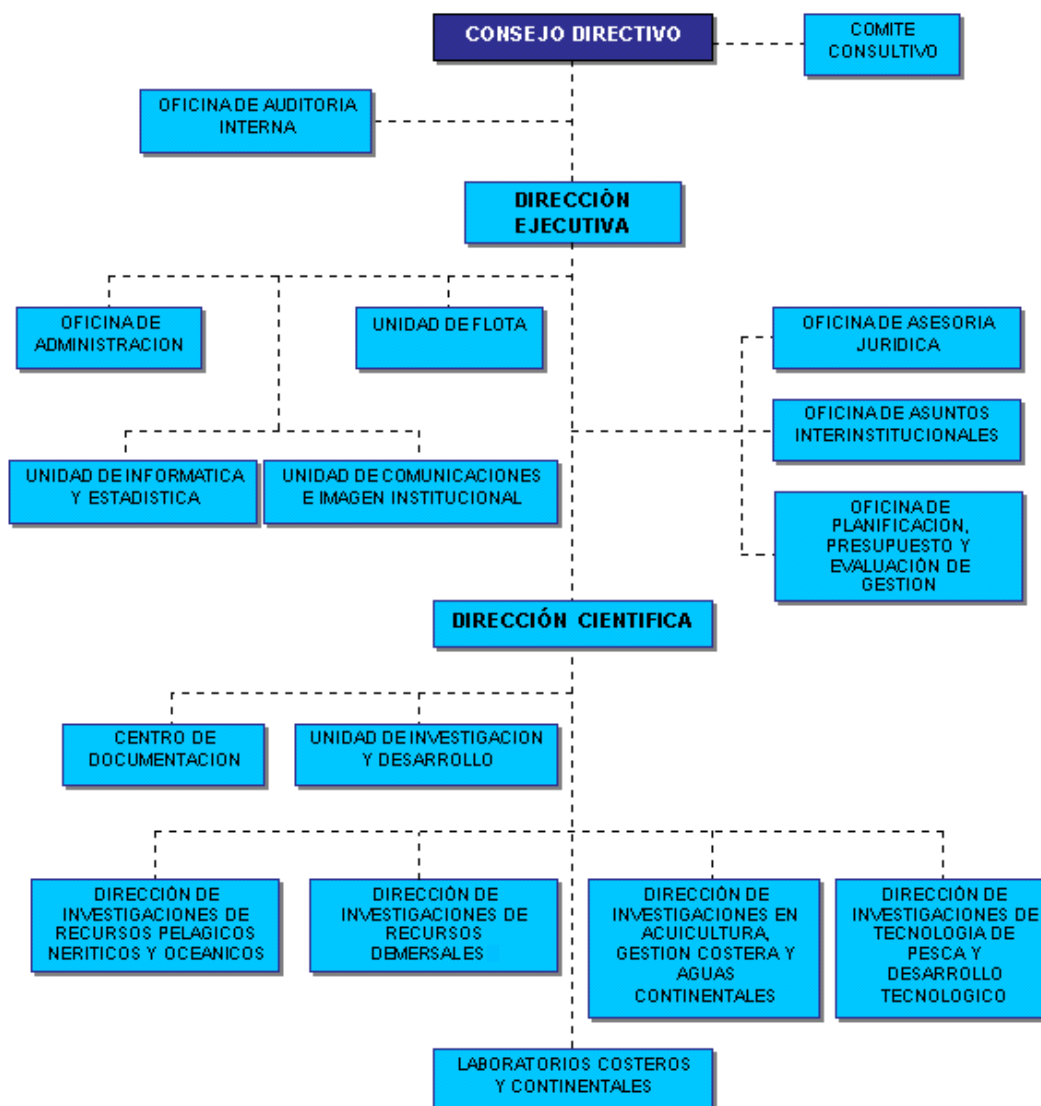 CONSEJO DIRECTIVO
COMITE
CONSULTIVO
OFICINA DE AUDITORIA
INTERNA
DIRECCIÓN
EJECUTIVA
OFICINA DE
ADMINISTRACION
UNIDAD DE FLOTA
OFICINA DE ASESORIA
JURIDICA
OFICINA DE ASUNTOS
INTERINSTITUCIONALES
UNIDAD DE INFORMATICA
Y ESTADISTICA
UNIDAD DE COMUNICACIONES
E IMAGEN INSTITUCIONAL
OFICINA DE
PLANIFICACION,
PRESUPUESTO Y
EVALUACIÓN DE
GESTION
DIRECCIÓN CIENTIFICA
CENTRO DE
DOCUMENTACION
UNIDAD DE INVESTIGACION
Y DESARROLLO
DIRECCIÓN DE
INVESTIGACIONES DE
RECURSOS PELAGICOS
NERITICOS Y OCEANICOS
DIRECCIÓN DE
INVESTIGACIONES DE
RECURSOS
DEMERSALES
DIRECCIÓN DE
INVESTIGACIONES EN
ACUICULTURA,
GESTION COSTERA Y
AGUAS
CONTINENTALES
DIRECCIÓN DE
INVESTIGACIONES DE
TECNOLOGIA DE
PESCA Y
DESARROLLO
TECNOLOGICO
LABORATORIOS COSTEROS
Y CONTINENTALES